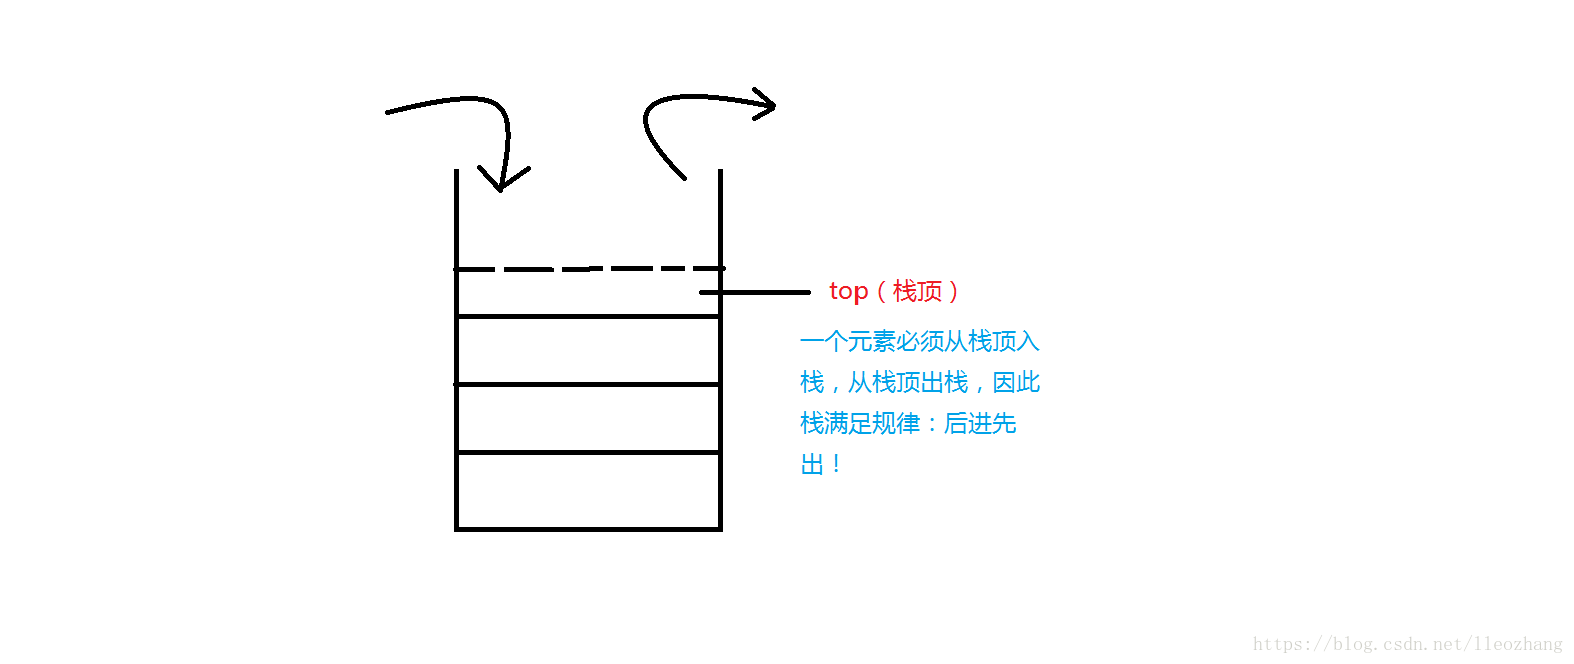 top（栈顶）
一个元素必须从栈顶入
栈，从栈顶出栈，因此
栈满足规律：后进先
出！
https://blog.csdn.net/lleozhang